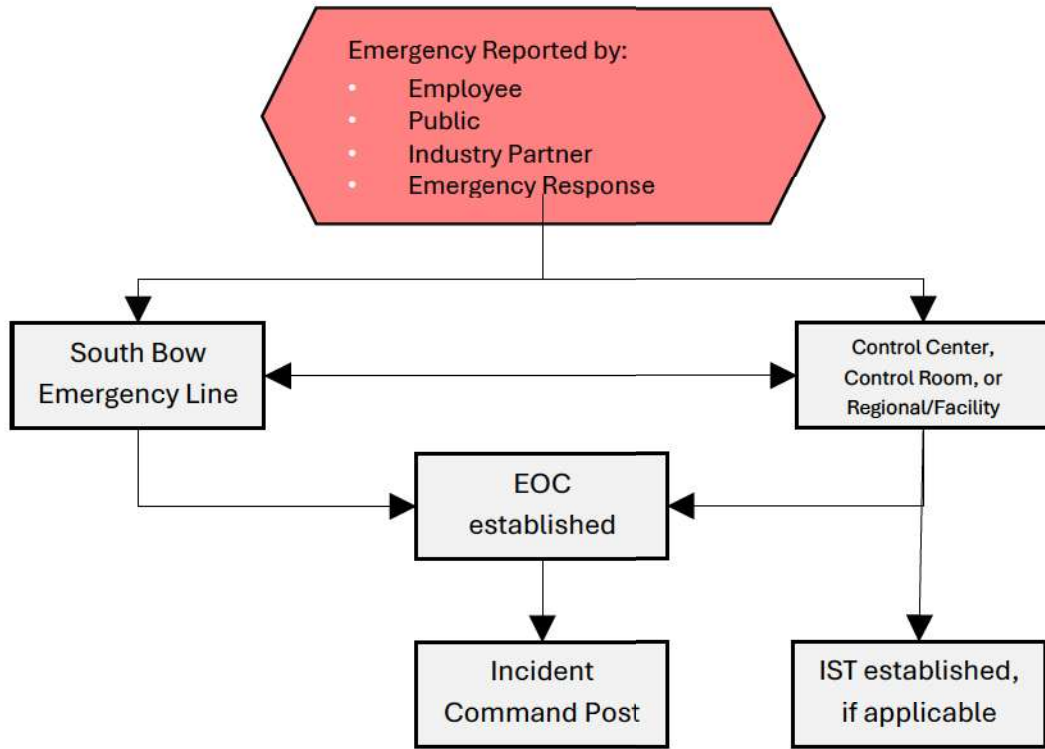 Emergency Reported by:
• Employee
• Public
• Industry Partner
• Emergency Response
South Bow
Emergency Line
Control Center,
Control Room, or
Regional/Facility
EOC
established
Incident
Command Post
IST established,
if applicable